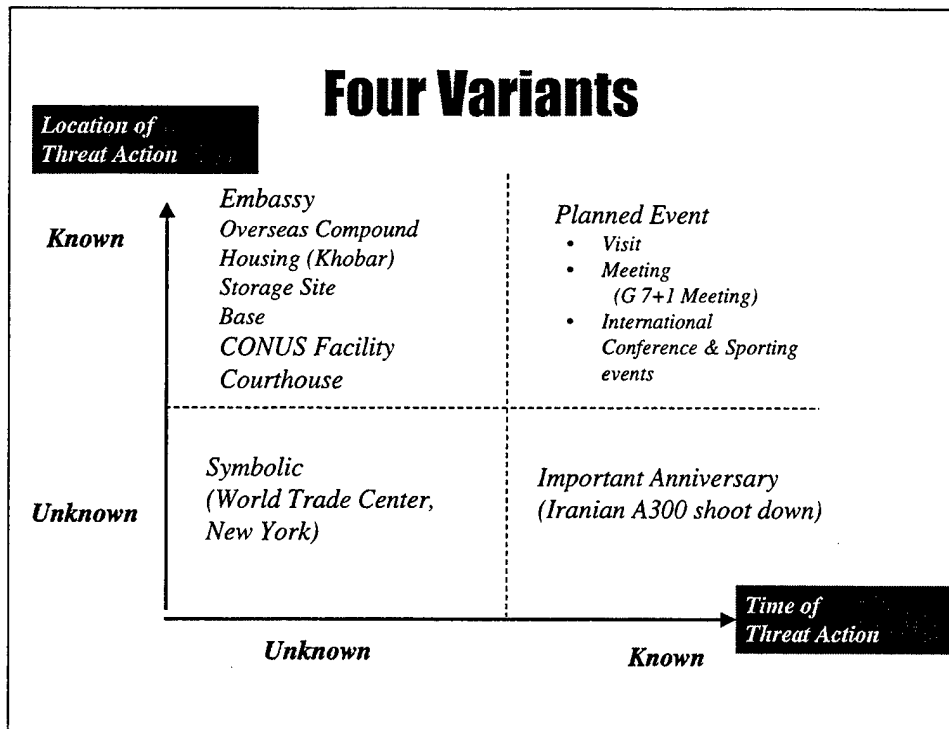 Four Variants
Location of
Threat Action
Known
Embassy
Overseas Compound
Housing (Khobar)
Storage Site
Base
CONUS Facility
Courthouse
Planned Event
• Visit
• Meeting
(G 7+1 Meeting)
• International
Conference & Sporting
events
Unknown
Symbolic
(World Trade Center,
New York)
Important Anniversary
(Iranian A300 shoot down)
Time of
Threat Action
Unknown
Known